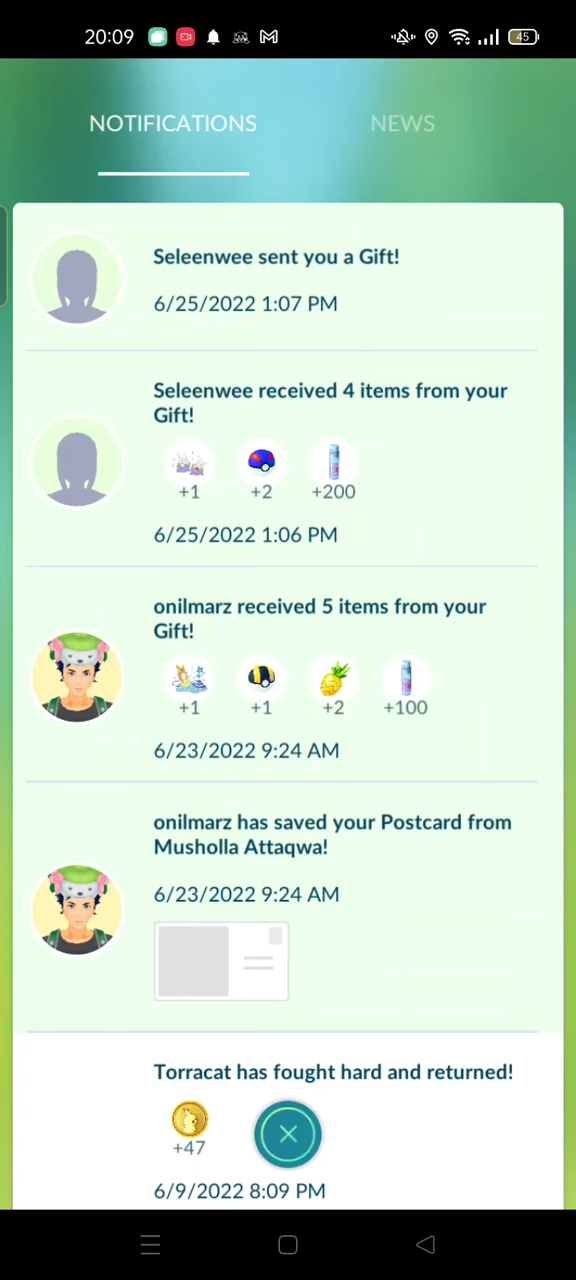 20:09
45
NOTIFICATIONS
NEWS
Seleenwee sent you a Gift!
6/25/2022 1:07 PM
Seleenwee received 4 items from your
Gift!
+1 +2 +200
6/25/2022 1:06 PM
onilmarz received 5 items from your
Gift!
+1 +1 +2 +100
6/23/2022 9:24 AM
onilmarz has saved your Postcard from
Musholla Attaqwa!
6/23/2022 9:24 AM
Torracat has fought hard and returned!
+47
6/9/2022 8:09 PM